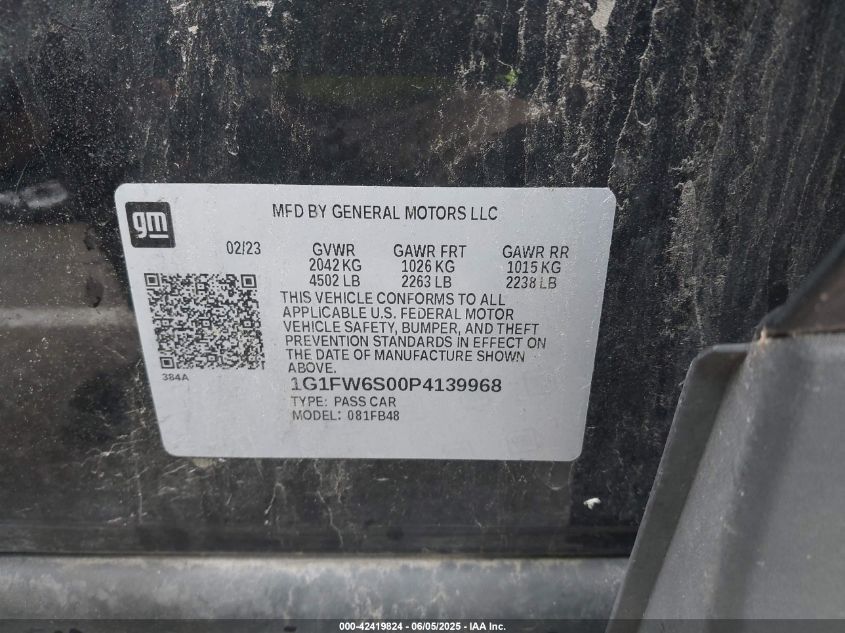 gm
MFD BY GENERAL MOTORS LLC
02/23 GVWR GAWR FRT GAWR RR
2042 KG 1026 KG 1015 KG
4502 LB 2263 LB 2238 LB
THIS VEHICLE CONFORMS TO ALL
APPLICABLE U.S. FEDERAL MOTOR
VEHICLE SAFETY, BUMPER, AND THEFT
PREVENTION STANDARDS IN EFFECT ON
THE DATE OF MANUFACTURE SHOWN
ABOVE.
384A
1G1FW6S00P4139968
TYPE: PASS CAR
MODEL: 081FB48
000-42419824 - 06/05/2025 - IAA Inc.